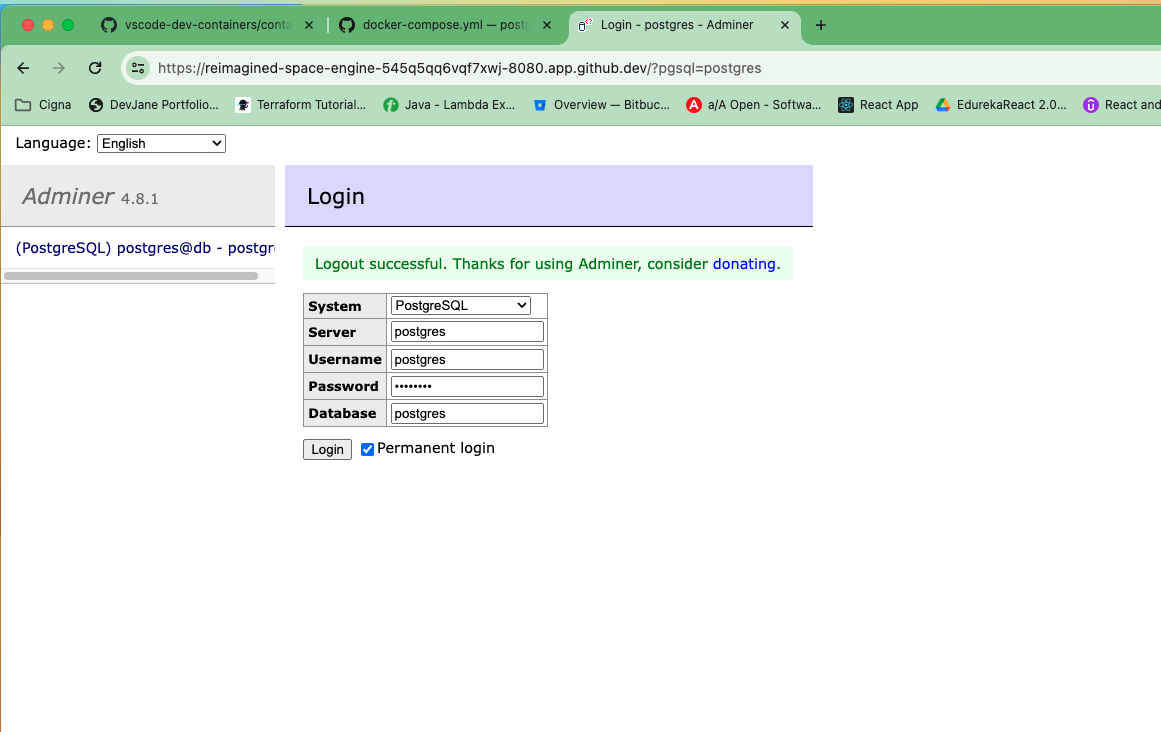 vscode-dev-containers/conta
docker-compose.yml — postg
Login - postgres - Adminer
https://reimagined-space-engine-545q5qq6vqf7xwj-8080.app.github.dev/?pgsql=postgres
Cigna
DevJane Portfolio...
Terraform Tutorial...
Java - Lambda Ex...
Overview — Bitbuc...
a/A Open - Softwa...
React App
EdurekaReact 2.0...
React and
Language: English
Adminer 4.8.1
Login
(PostgreSQL) postgres@db - postgre
Logout successful. Thanks for using Adminer, consider donating.
System PostgreSQL
Server postgres
Username postgres
Password ••••••••
Database postgres
Login Permanent login